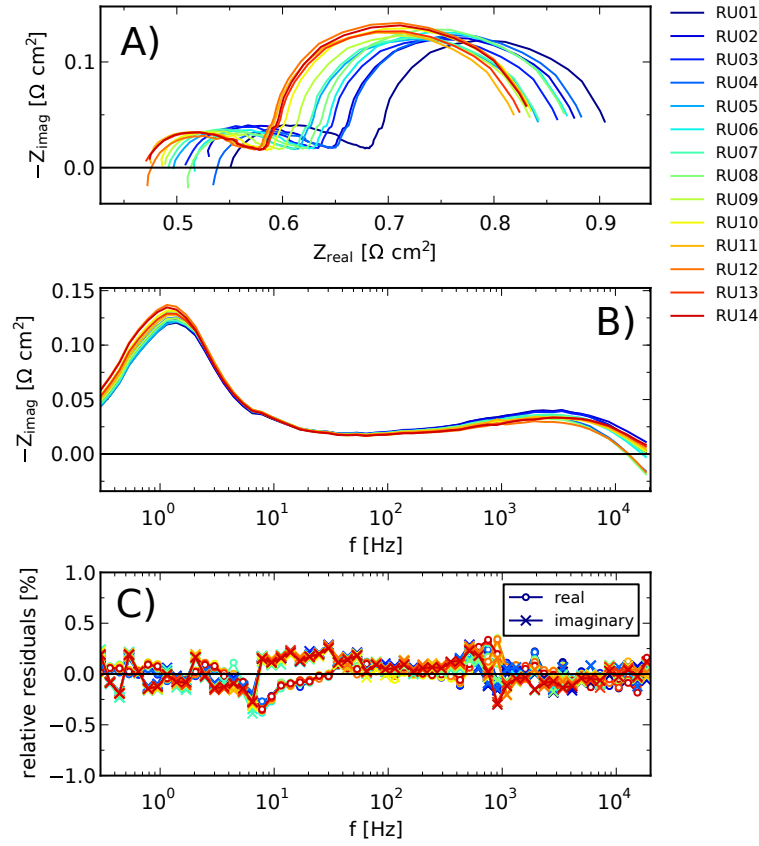 A)
0.1
0.0
−Z_imag [Ω cm²]
0.5 0.6 0.7 0.8 0.9
Z_real [Ω cm²]
RU01
RU02
RU03
RU04
RU05
RU06
RU07
RU08
RU09
RU10
RU11
RU12
RU13
RU14
B)
0.15
0.10
0.05
0.00
−Z_imag [Ω cm²]
10⁰ 10¹ 10² 10³ 10⁴
f [Hz]
C)
1.0
0.5
0.0
−0.5
−1.0
relative residuals [%]
real
imaginary
10⁰ 10¹ 10² 10³ 10⁴
f [Hz]